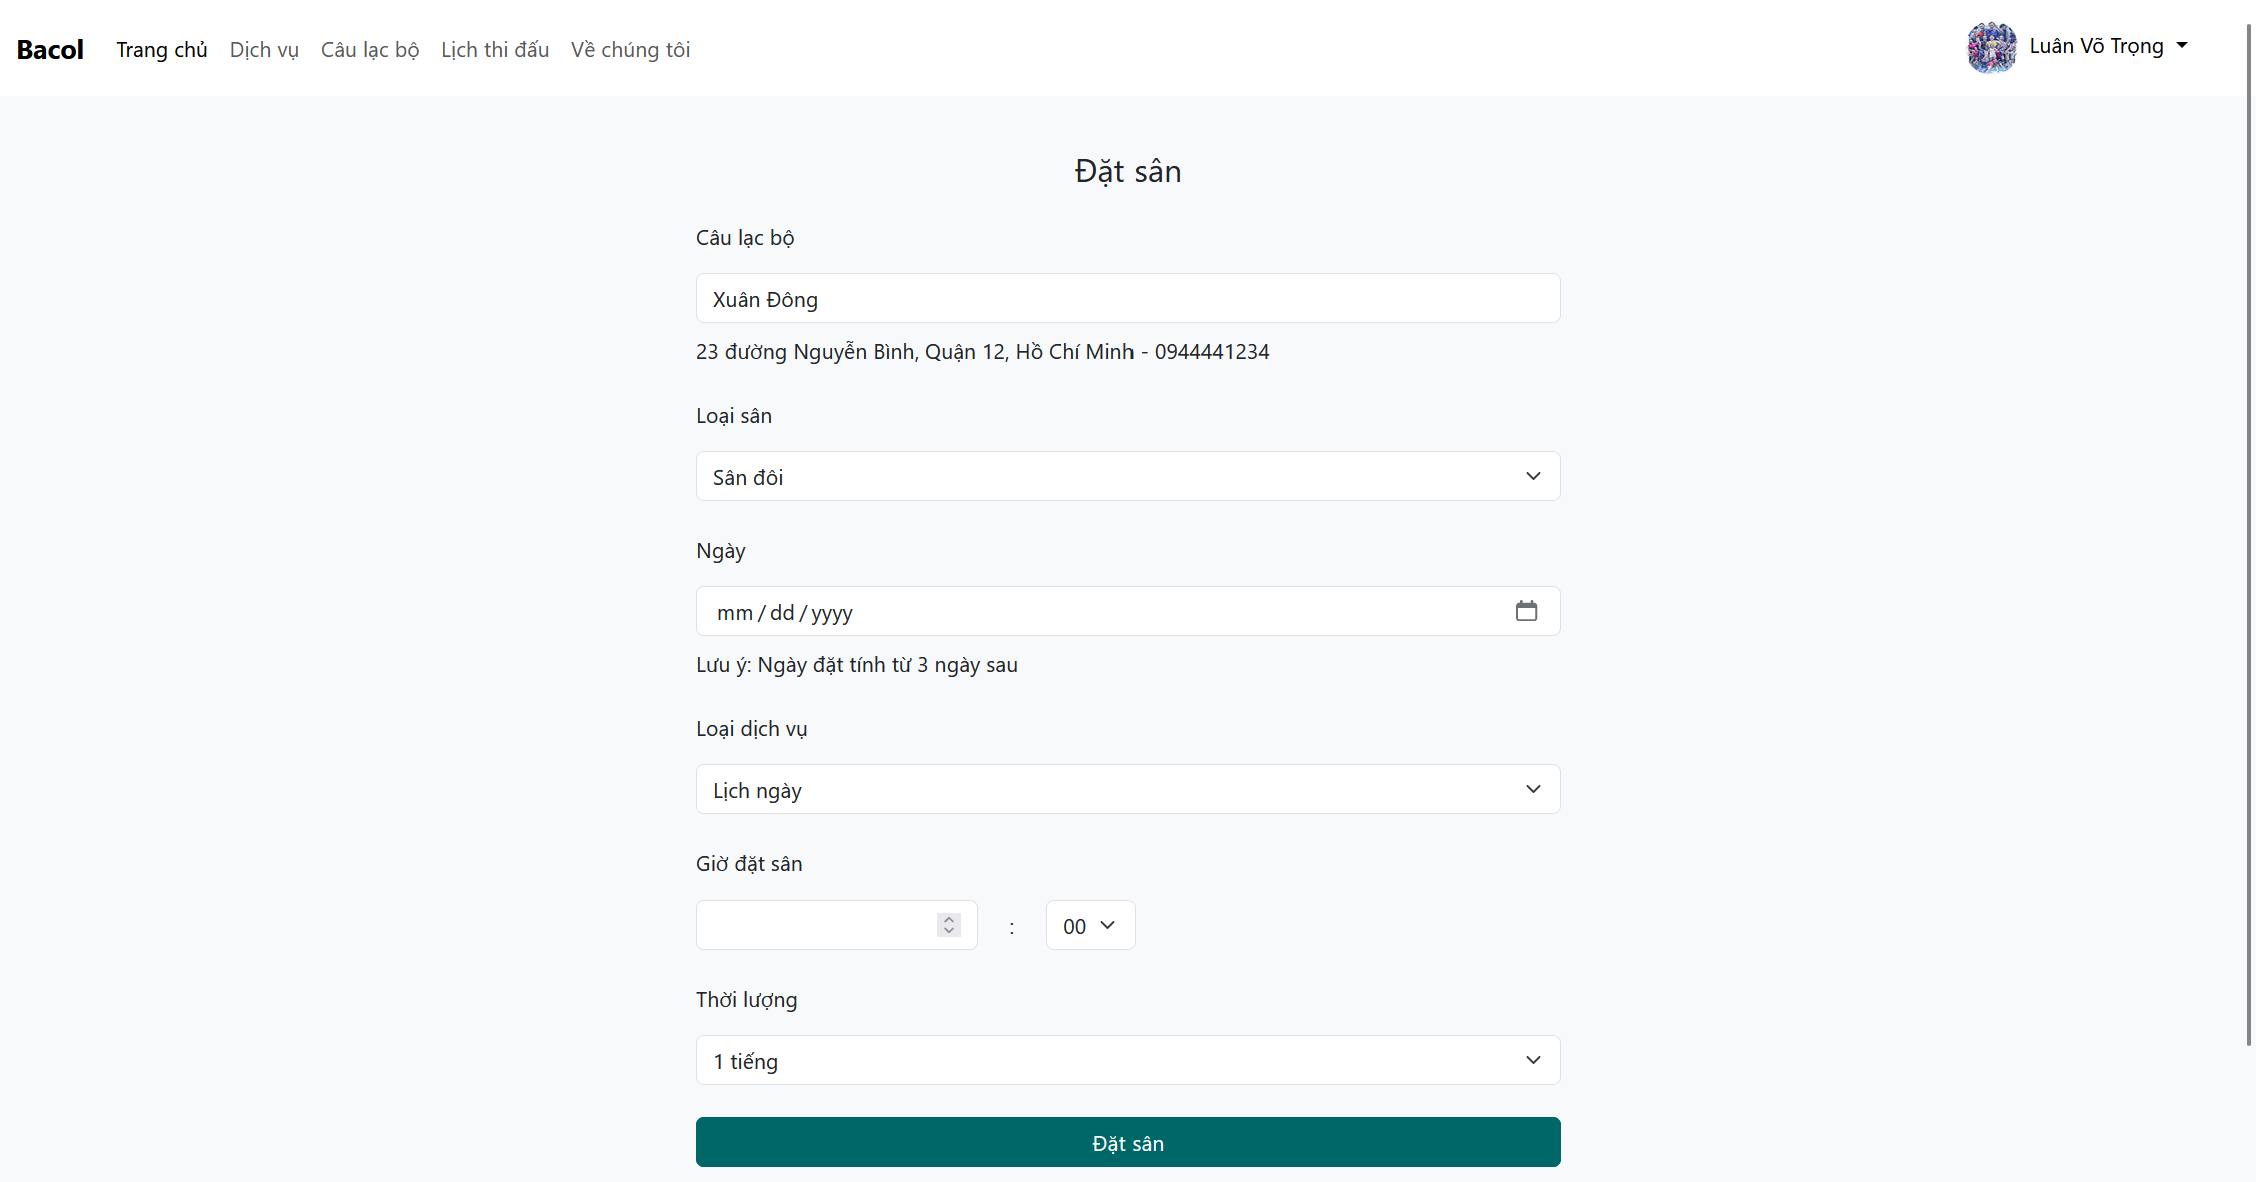 Bacol Trang chủ Dịch vụ Câu lạc bộ Lịch thi đấu Về chúng tôi Luân Võ Trọng
Đặt sân
Câu lạc bộ
Xuân Đông
23 đường Nguyễn Bình, Quận 12, Hồ Chí Minh - 0944441234
Loại sân
Sân đôi
Ngày
mm/dd/yyyy
Lưu ý: Ngày đặt tính từ 3 ngày sau
Loại dịch vụ
Lịch ngày
Giờ đặt sân
: 00
Thời lượng
1 tiếng
Đặt sân